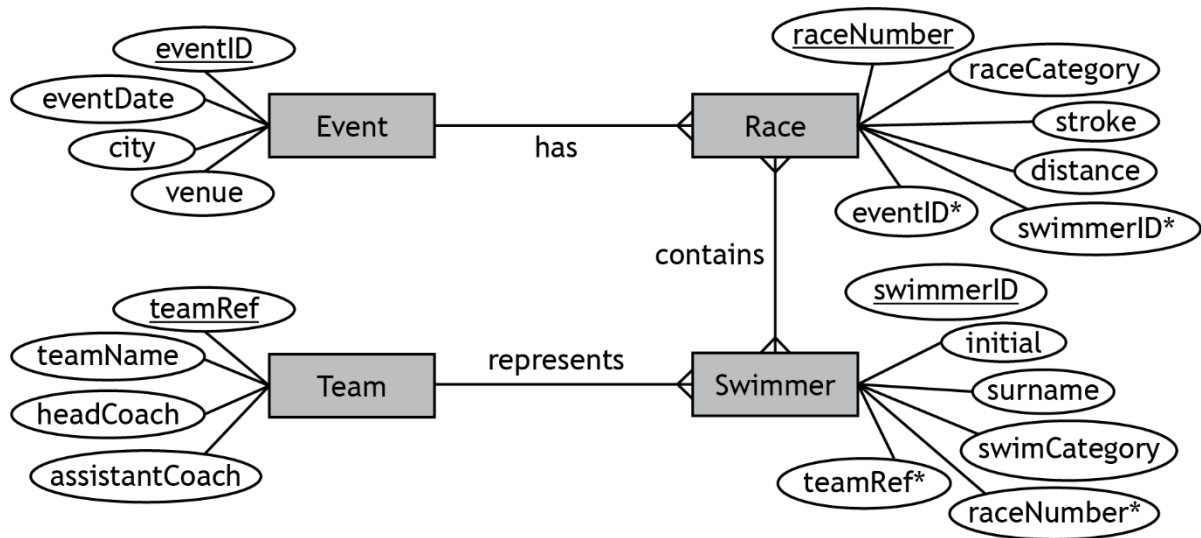 eventID
eventDate
city
venue
Event
has
raceNumber
raceCategory
stroke
distance
swimmerID*
eventID*
Race
contains
teamRef
teamName
headCoach
assistantCoach
Team
represents
swimmerID
initial
surname
swimCategory
raceNumber*
teamRef*
Swimmer